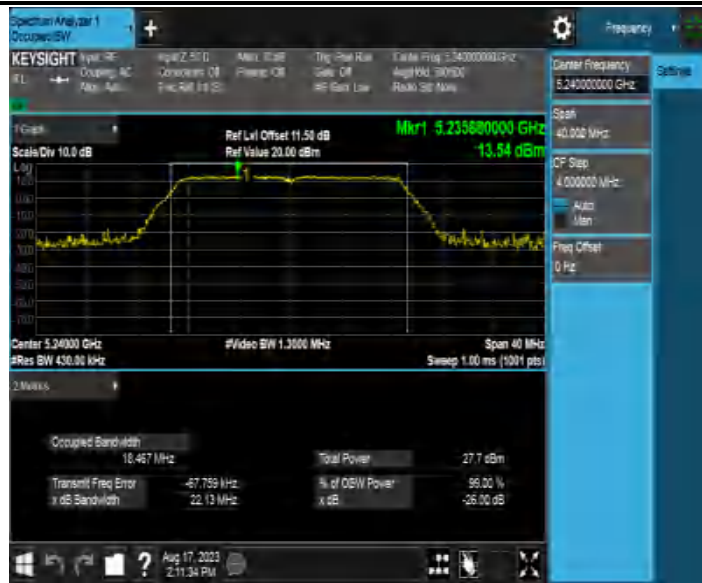 Spectrum Analyzer 1
Occupied BW
+
Frequency
KEYSIGHT Input: RF
Coupling: AC
Align: Auto
Input Z: 50 Ω
Corrections: Off
Atten: 10 dB
Preamp: Off
Trig: Free Run
Gate: Off
#IF Gain: Low
Center Freq: 5.240000000 GHz
Radio Std: None
Center Frequency
5.240000000 GHz
Settings
Span
40.000 MHz
CF Step
4.000000 MHz
Auto
Man
Freq Offset
0 Hz
1 Graph
Scale/Div 10.0 dB
Log
Ref Lvl Offset 11.50 dB
Ref Value 20.00 dBm
Mkr1 5.235880000 GHz
13.54 dBm
1
Center 5.24000 GHz
#Res BW 430.00 kHz
#Video BW 1.3000 MHz
Span 40 MHz
Sweep 1.00 ms (1001 pts)
2 Metrics
Occupied Bandwidth
18.467 MHz
Total Power 27.7 dBm
Transmit Freq Error -67.759 kHz
% of OBW Power 99.00 %
x dB Bandwidth 22.13 MHz
x dB -26.00 dB
?
Aug 17, 2023
2:11:34 PM